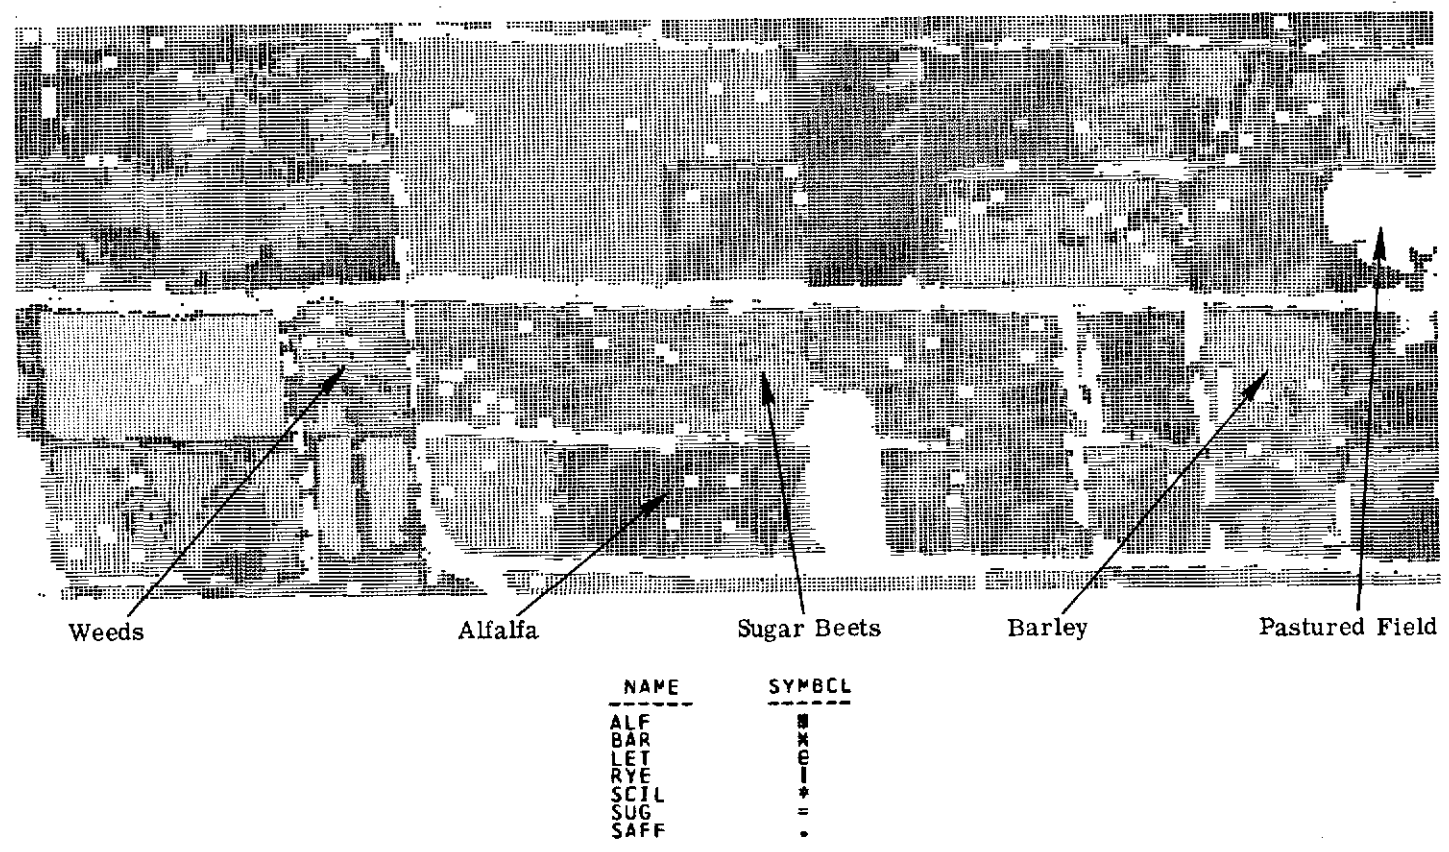 Weeds Alfalfa Sugar Beets Barley Pastured Field
NAME SYMBCL
ALF
BAR
LET
RYE |
SCIL *
SUG =
SAFF .